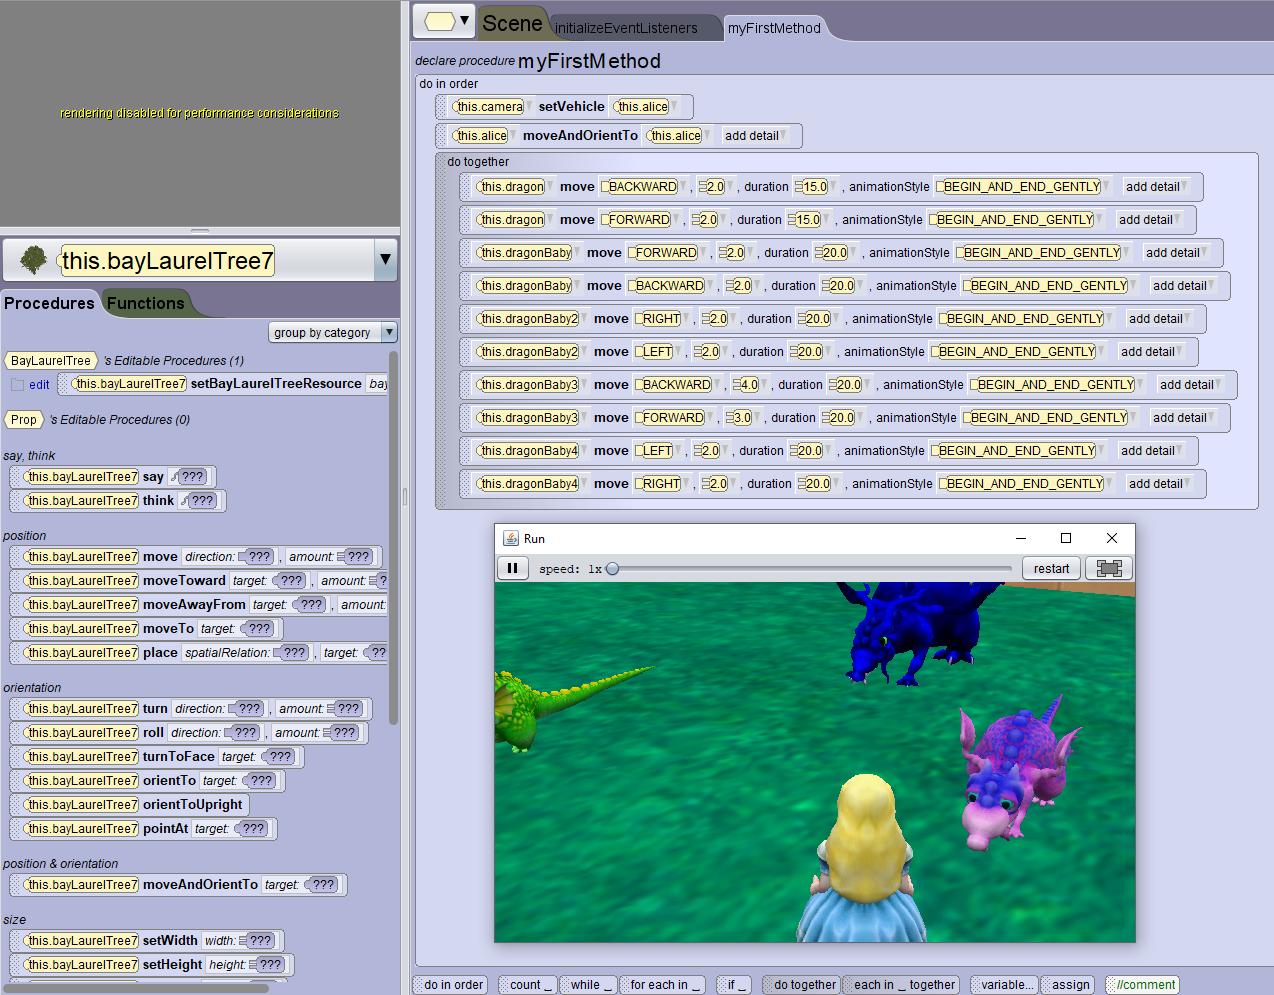 rendering disabled for performance considerations
this.bayLaurelTree7
Procedures Functions
group by category
BayLaurelTree 's Editable Procedures (1)
edit this.bayLaurelTree7 setBayLaurelTreeResource bay
Prop 's Editable Procedures (0)
say, think
this.bayLaurelTree7 say ???
this.bayLaurelTree7 think ???
position
this.bayLaurelTree7 move direction: ??? , amount: ???
this.bayLaurelTree7 moveToward target: ??? , amount: ?
this.bayLaurelTree7 moveAwayFrom target: ??? , amount:
this.bayLaurelTree7 moveTo target: ???
this.bayLaurelTree7 place spatialRelation: ??? , target: ??
orientation
this.bayLaurelTree7 turn direction: ??? , amount: ???
this.bayLaurelTree7 roll direction: ??? , amount: ???
this.bayLaurelTree7 turnToFace target: ???
this.bayLaurelTree7 orientTo target: ???
this.bayLaurelTree7 orientToUpright
this.bayLaurelTree7 pointAt target: ???
position & orientation
this.bayLaurelTree7 moveAndOrientTo target: ???
size
this.bayLaurelTree7 setWidth width: ???
this.bayLaurelTree7 setHeight height: ???
Scene initializeEventListeners myFirstMethod
declare procedure myFirstMethod
do in order
this.camera setVehicle this.alice
this.alice moveAndOrientTo this.alice add detail
do together
this.dragon move BACKWARD , 2.0 , duration 15.0 , animationStyle BEGIN_AND_END_GENTLY add detail
this.dragon move FORWARD , 2.0 , duration 15.0 , animationStyle BEGIN_AND_END_GENTLY add detail
this.dragonBaby move FORWARD , 2.0 , duration 20.0 , animationStyle BEGIN_AND_END_GENTLY add detail
this.dragonBaby move BACKWARD , 2.0 , duration 20.0 , animationStyle BEGIN_AND_END_GENTLY add detail
this.dragonBaby2 move RIGHT , 2.0 , duration 20.0 , animationStyle BEGIN_AND_END_GENTLY add detail
this.dragonBaby2 move LEFT , 2.0 , duration 20.0 , animationStyle BEGIN_AND_END_GENTLY add detail
this.dragonBaby3 move BACKWARD , 4.0 , duration 20.0 , animationStyle BEGIN_AND_END_GENTLY add detail
this.dragonBaby3 move FORWARD , 3.0 , duration 20.0 , animationStyle BEGIN_AND_END_GENTLY add detail
this.dragonBaby4 move LEFT , 2.0 , duration 20.0 , animationStyle BEGIN_AND_END_GENTLY add detail
this.dragonBaby4 move RIGHT , 2.0 , duration 20.0 , animationStyle BEGIN_AND_END_GENTLY add detail
Run
speed: 1x restart
do in order count _ while _ for each in _ if _ do together each in _ together variable... assign //comment